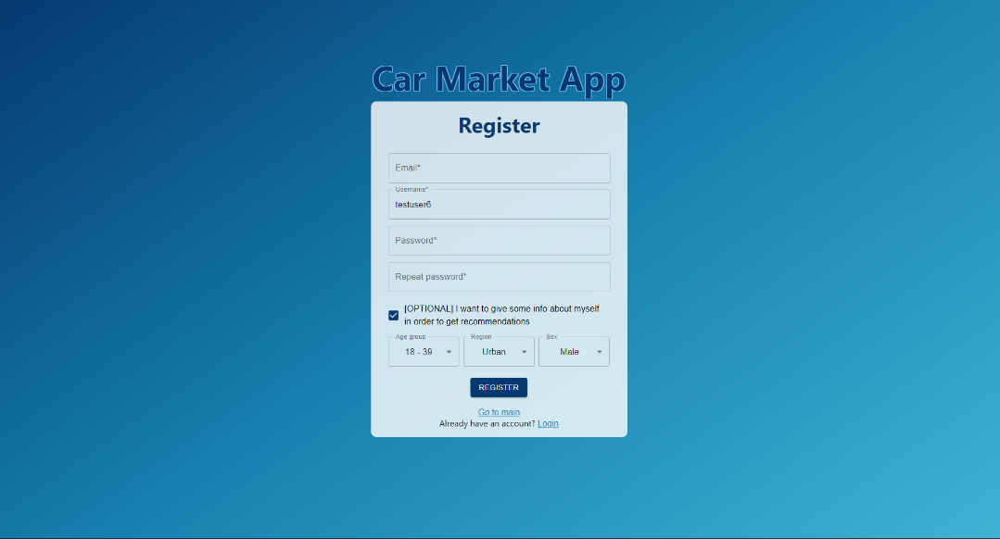 Car Market App
Register
Email*
Username*
testuser6
Password*
Repeat password*
[OPTIONAL] I want to give some info about myself
in order to get recommendations
Age group Region Sex
18 - 39 Urban Male
REGISTER
Go to main
Already have an account? Login